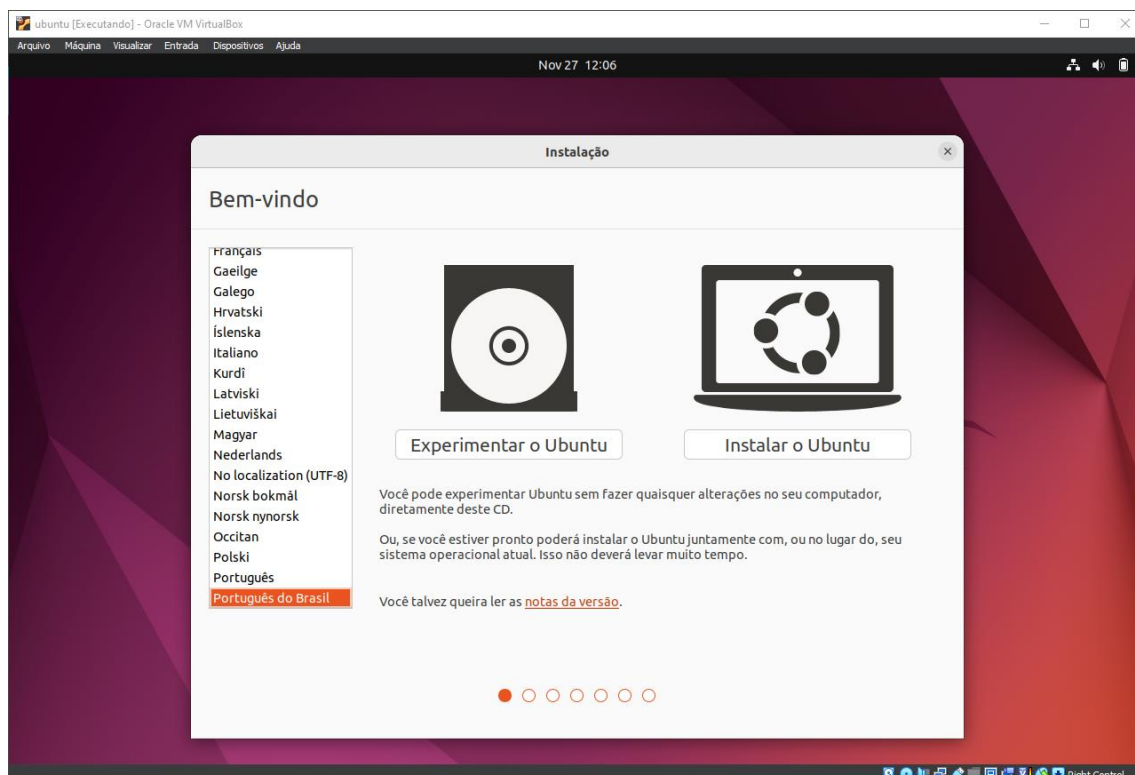 ubuntu [Executando] - Oracle VM VirtualBox
Arquivo Máquina Visualizar Entrada Dispositivos Ajuda
Nov 27 12:06
Instalação
Bem-vindo
Français
Gaeilge
Galego
Hrvatski
Íslenska
Italiano
Kurdî
Latviski
Lietuviškai
Magyar
Nederlands
No localization (UTF-8)
Norsk bokmål
Norsk nynorsk
Occitan
Polski
Português
Português do Brasil
Experimentar o Ubuntu
Instalar o Ubuntu
Você pode experimentar Ubuntu sem fazer quaisquer alterações no seu computador,
diretamente deste CD.
Ou, se você estiver pronto poderá instalar o Ubuntu juntamente com, ou no lugar do, seu
sistema operacional atual. Isso não deverá levar muito tempo.
Você talvez queira ler as notas da versão.
Right Control